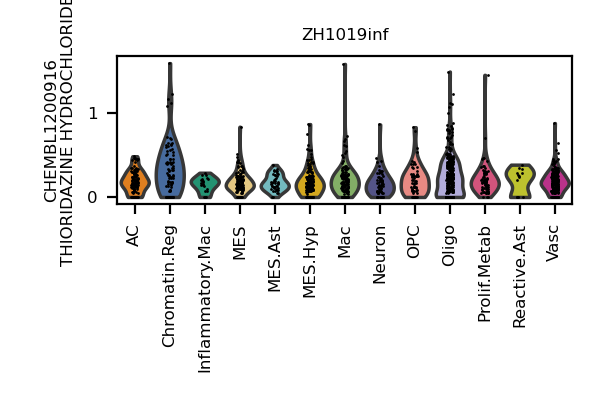 ZH1019inf
CHEMBL1200916
THIORIDAZINE HYDROCHLORIDE
1
0
AC
Chromatin.Reg
Inflammatory.Mac
MES
MES.Ast
MES.Hyp
Mac
Neuron
OPC
Oligo
Prolif.Metab
Reactive.Ast
Vasc